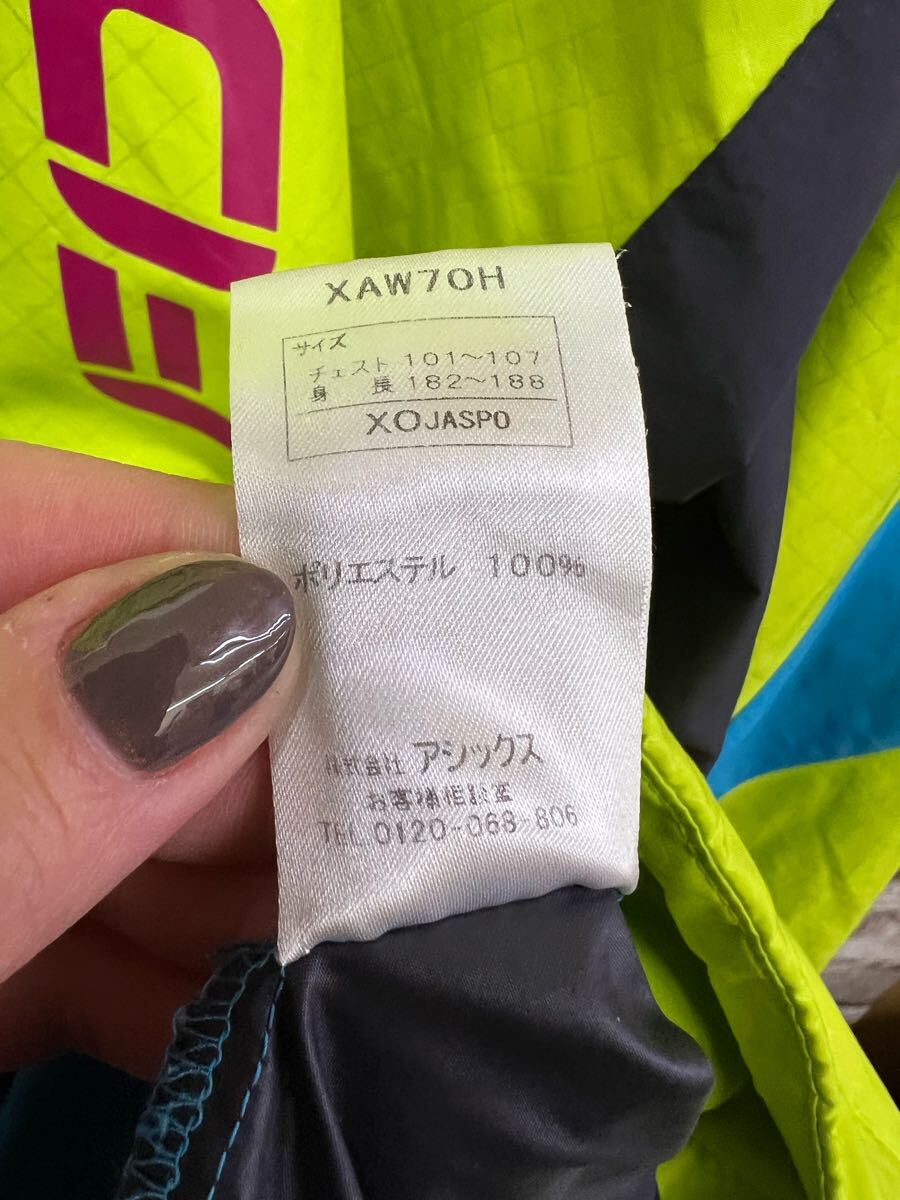 XAW70H
サイズ
チェスト 101～107
身 長 182～188
XOJASPO
ポリエステル 100%
株式会社 アシックス
お客様相談室
TEL 0120-068-806